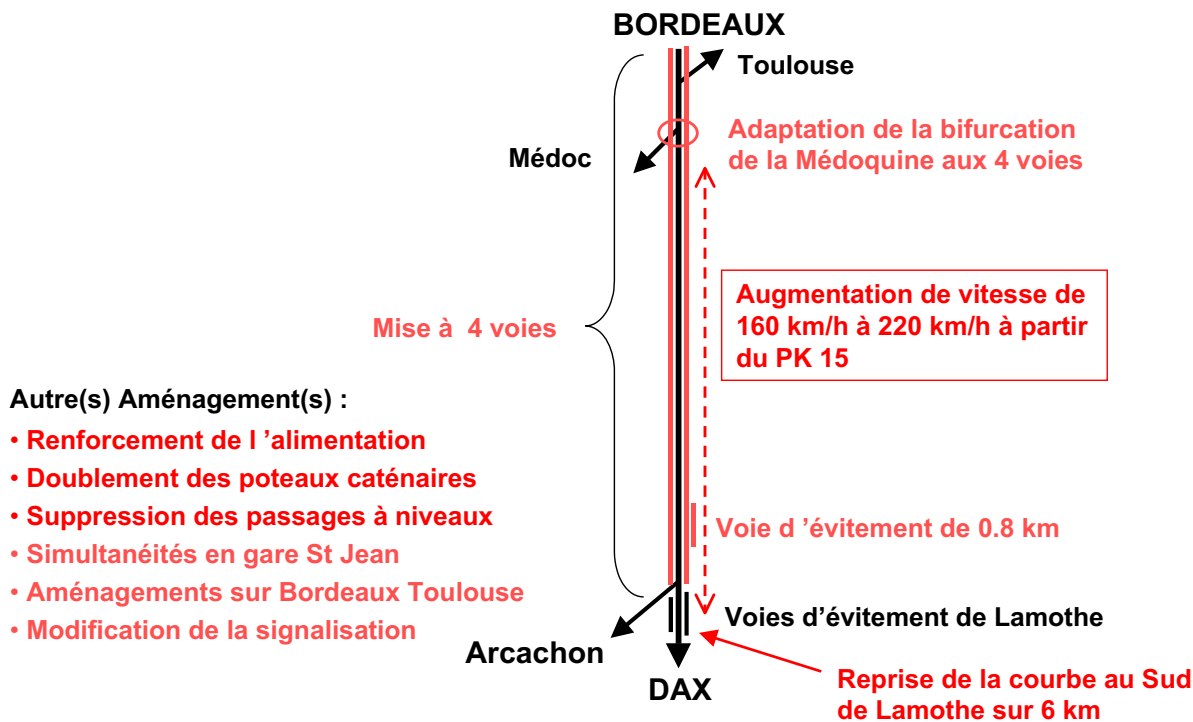 BORDEAUX
Toulouse
Adaptation de la bifurcation
de la Médoquine aux 4 voies
Médoc
Augmentation de vitesse de
160 km/h à 220 km/h à partir
du PK 15
Mise à 4 voies
Autre(s) Aménagement(s) :
• Renforcement de l ’alimentation
• Doublement des poteaux caténaires
• Suppression des passages à niveaux
• Simultanéités en gare St Jean
• Aménagements sur Bordeaux Toulouse
• Modification de la signalisation
Voie d ’évitement de 0.8 km
Voies d’évitement de Lamothe
Arcachon
DAX
Reprise de la courbe au Sud
de Lamothe sur 6 km